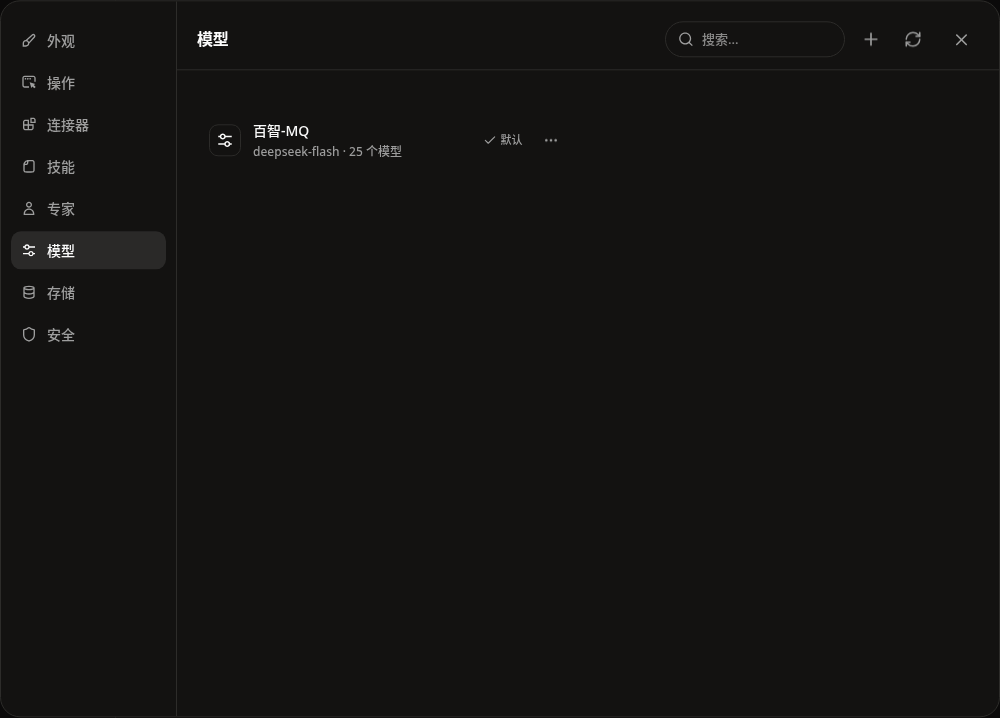 外观
操作
连接器
技能
专家
模型
存储
安全
模型
搜索...
百智-MQ
deepseek-flash · 25 个模型
默认